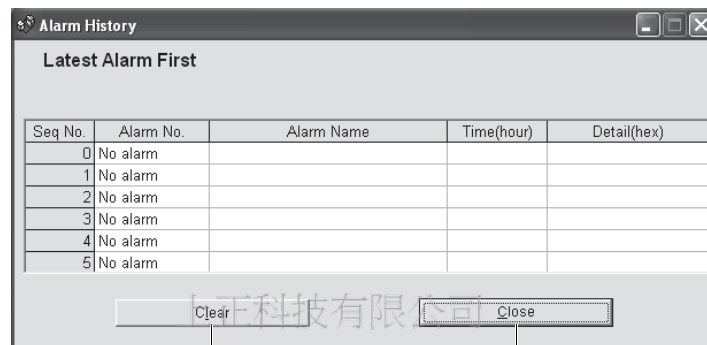 Alarm History
Latest Alarm First
Seq No. Alarm No. Alarm Name Time(hour) Detail(hex)
0 No alarm
1 No alarm
2 No alarm
3 No alarm
4 No alarm
5 No alarm
Clear Close
上正科技有限公司